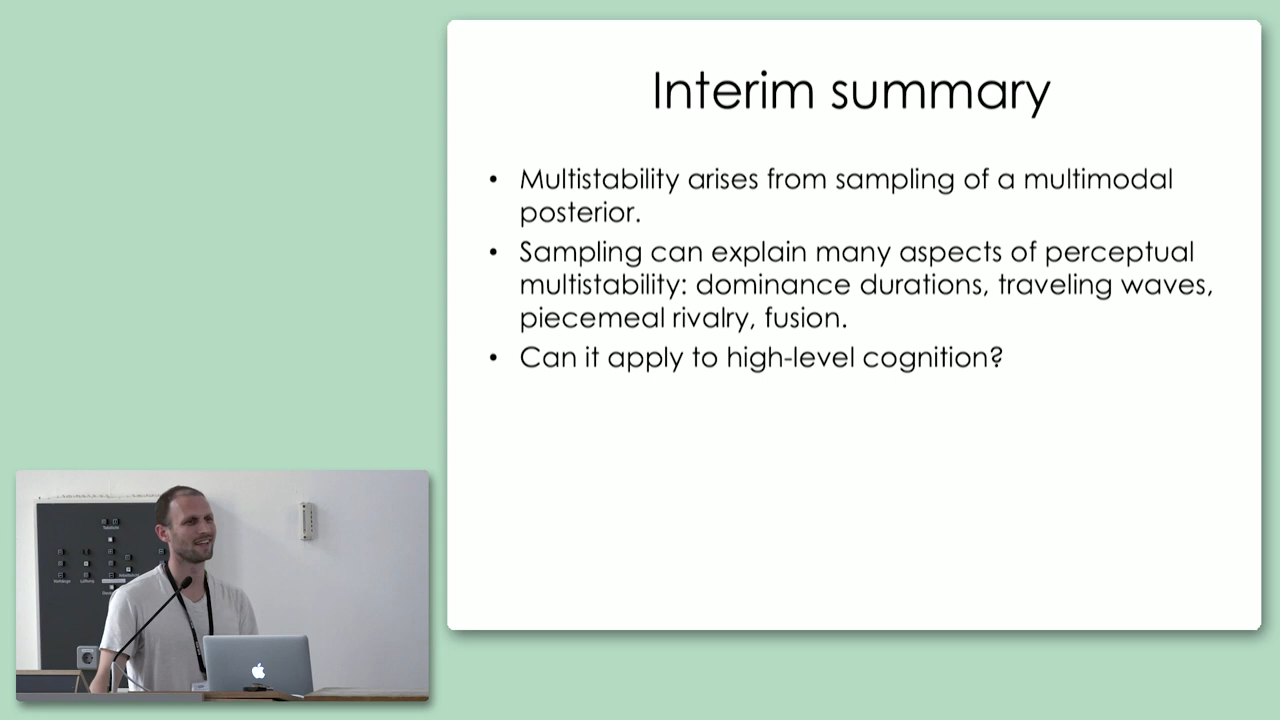 Interim summary
• Multistability arises from sampling of a multimodal
posterior.
• Sampling can explain many aspects of perceptual
multistability: dominance durations, traveling waves,
piecemeal rivalry, fusion.
• Can it apply to high-level cognition?